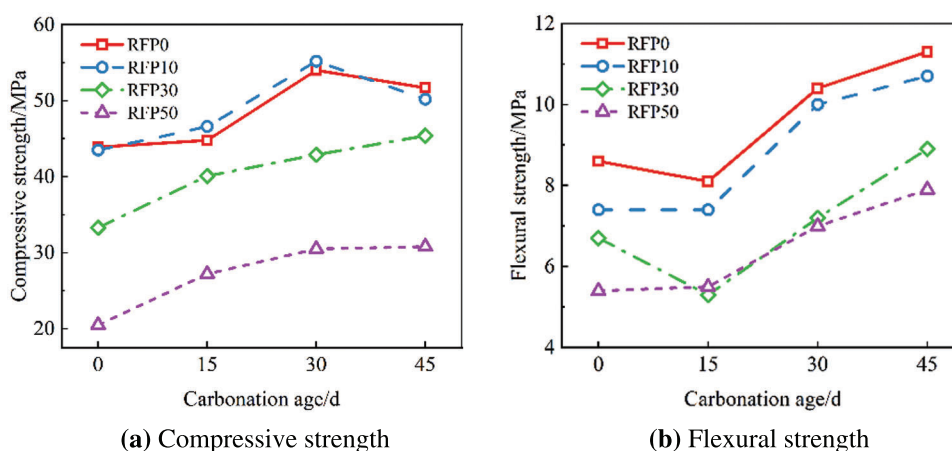 60
50
40
30
20
Compressive strength/MPa
RFP0
RFP10
RFP30
RFP50
0 15 30 45
Carbonation age/d
(a) Compressive strength
12
10
8
6
4
Flexural strength/MPa
RFP0
RFP10
RFP30
RFP50
0 15 30 45
Carbonation age/d
(b) Flexural strength